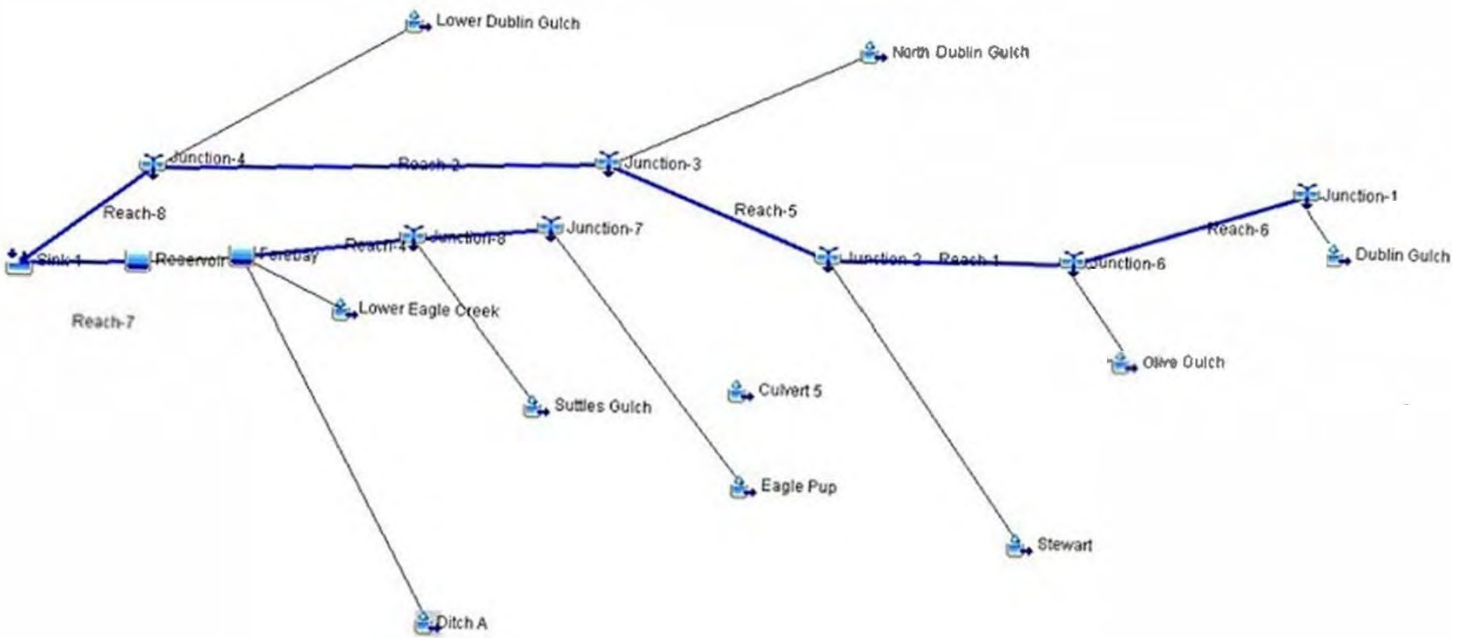 Lower Dublin Gulch
North Dublin Gulch
Junction-4
Reach-2
Junction-3
Junction-1
Reach-8
Reach-5
Reach-6
Junction-7
Reach-4
Junction-8
Sink-1
Reservoir
Forebay
Junction-2
Reach-1
Junction-6
Dublin Gulch
Lower Eagle Creek
Reach-7
Olive Gulch
Culvert 5
Suttles Gulch
Eagle Pup
Stewart
Ditch A